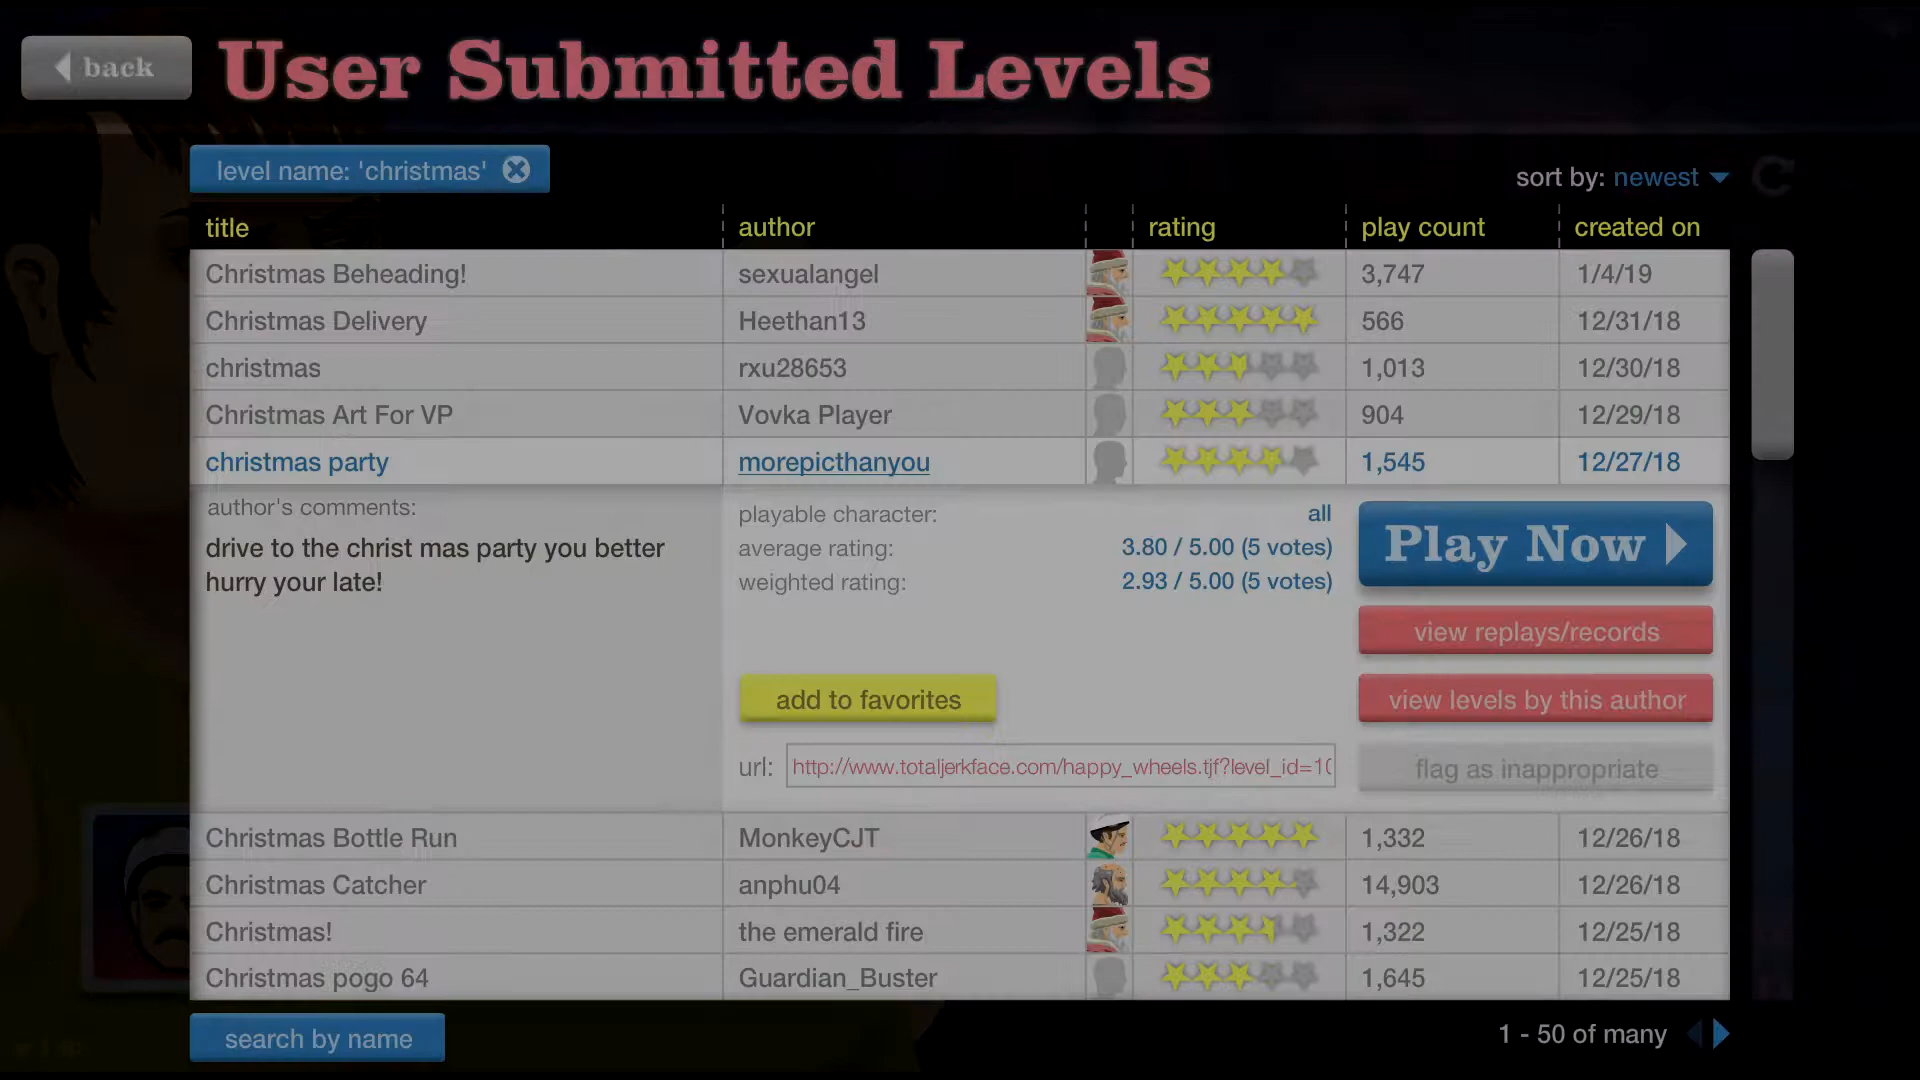 back
User Submitted Levels
level name: 'christmas'
sort by: newest
title author rating play count created on
Christmas Beheading! sexualangel 3,747 1/4/19
Christmas Delivery Heethan13 566 12/31/18
christmas rxu28653 1,013 12/30/18
Christmas Art For VP Vovka Player 904 12/29/18
christmas party morepicthanyou 1,545 12/27/18
author's comments:
drive to the christ mas party you better
hurry your late!
playable character: all
average rating: 3.80 / 5.00 (5 votes)
weighted rating: 2.93 / 5.00 (5 votes)
add to favorites
url: http://www.totaljerkface.com/happy_wheels.tjf?level_id=10
Play Now
view replays/records
view levels by this author
flag as inappropriate
Christmas Bottle Run MonkeyCJT 1,332 12/26/18
Christmas Catcher anphu04 14,903 12/26/18
Christmas! the emerald fire 1,322 12/25/18
Christmas pogo 64 Guardian_Buster 1,645 12/25/18
search by name
1 - 50 of many